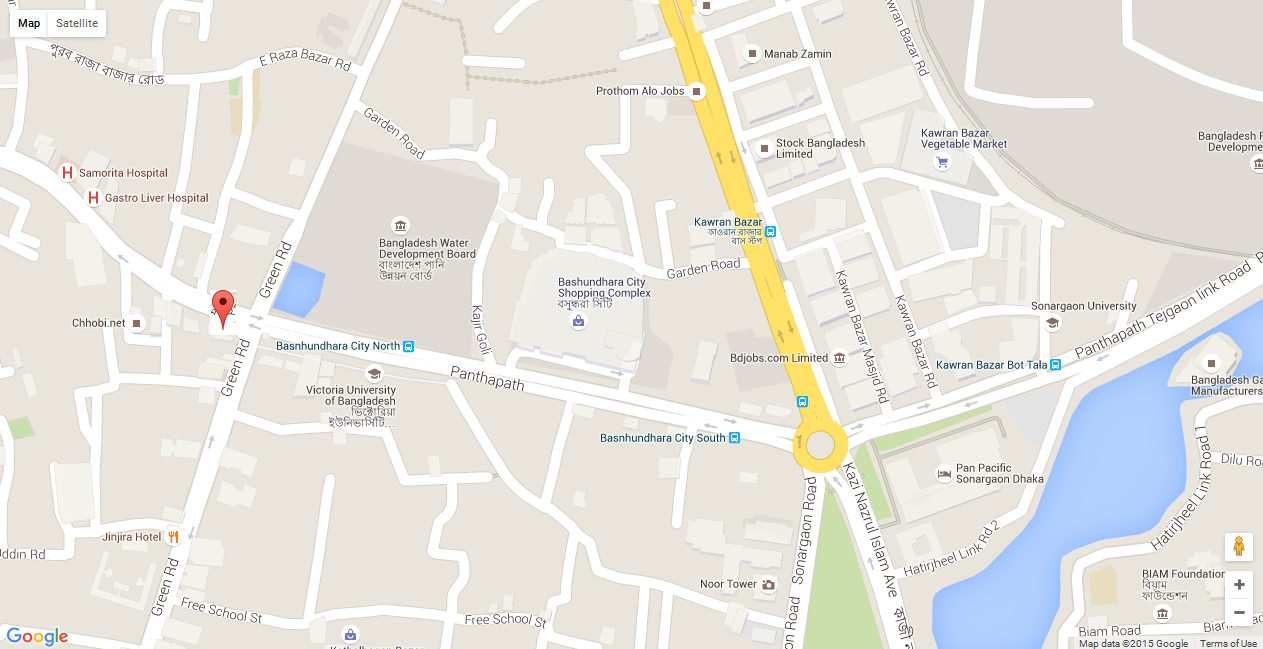 Map
Satellite
পুরব রাজা বাজার রোড
E Raza Bazar Rd
Kawran Bazar Rd
Manab Zamin
Prothom Alo Jobs
Garden Road
Stock Bangladesh
Limited
Kawran Bazar
Vegetable Market
Bangladesh
Developmen
Samorita Hospital
Gastro Liver Hospital
Bangladesh Water
Development Board
বাংলাদেশ পানি
উন্নয়ন বোর্ড
Kawran Bazar
কাওরান বাজার
বাস স্টপ
Green Rd
Garden Road
Bashundhara City
Shopping Complex
বসুন্ধরা সিটি
Kawran Bazar Masjid Rd
Kawran Bazar Rd
Sonargaon University
Panthapath Tejgaon link Road
Chhobi.net
Kajir Goli
Basnhundhara City North
Bdjobs.com Limited
Kawran Bazar Bot Tala
Panthapath
Green Rd
Victoria University
of Bangladesh
ভিক্টোরিয়া
ইউনিভার্সিটি...
Bangladesh Ga
Manufacturers
Basnhundhara City South
Pan Pacific
Sonargaon Dhaka
Dilu Roa
Hatirjheel Link Road 1
Sonargaon Road
Kazi Nazrul Islam Ave
Hatirjheel Link Rd 2
Jinjira Hotel
Uddin Rd
Green Rd
Noor Tower
BIAM Foundation
বিয়াম
ফাউন্ডেশন
Free School St
Free School St
Biam Road
Google
Map data ©2015 Google
Terms of Use